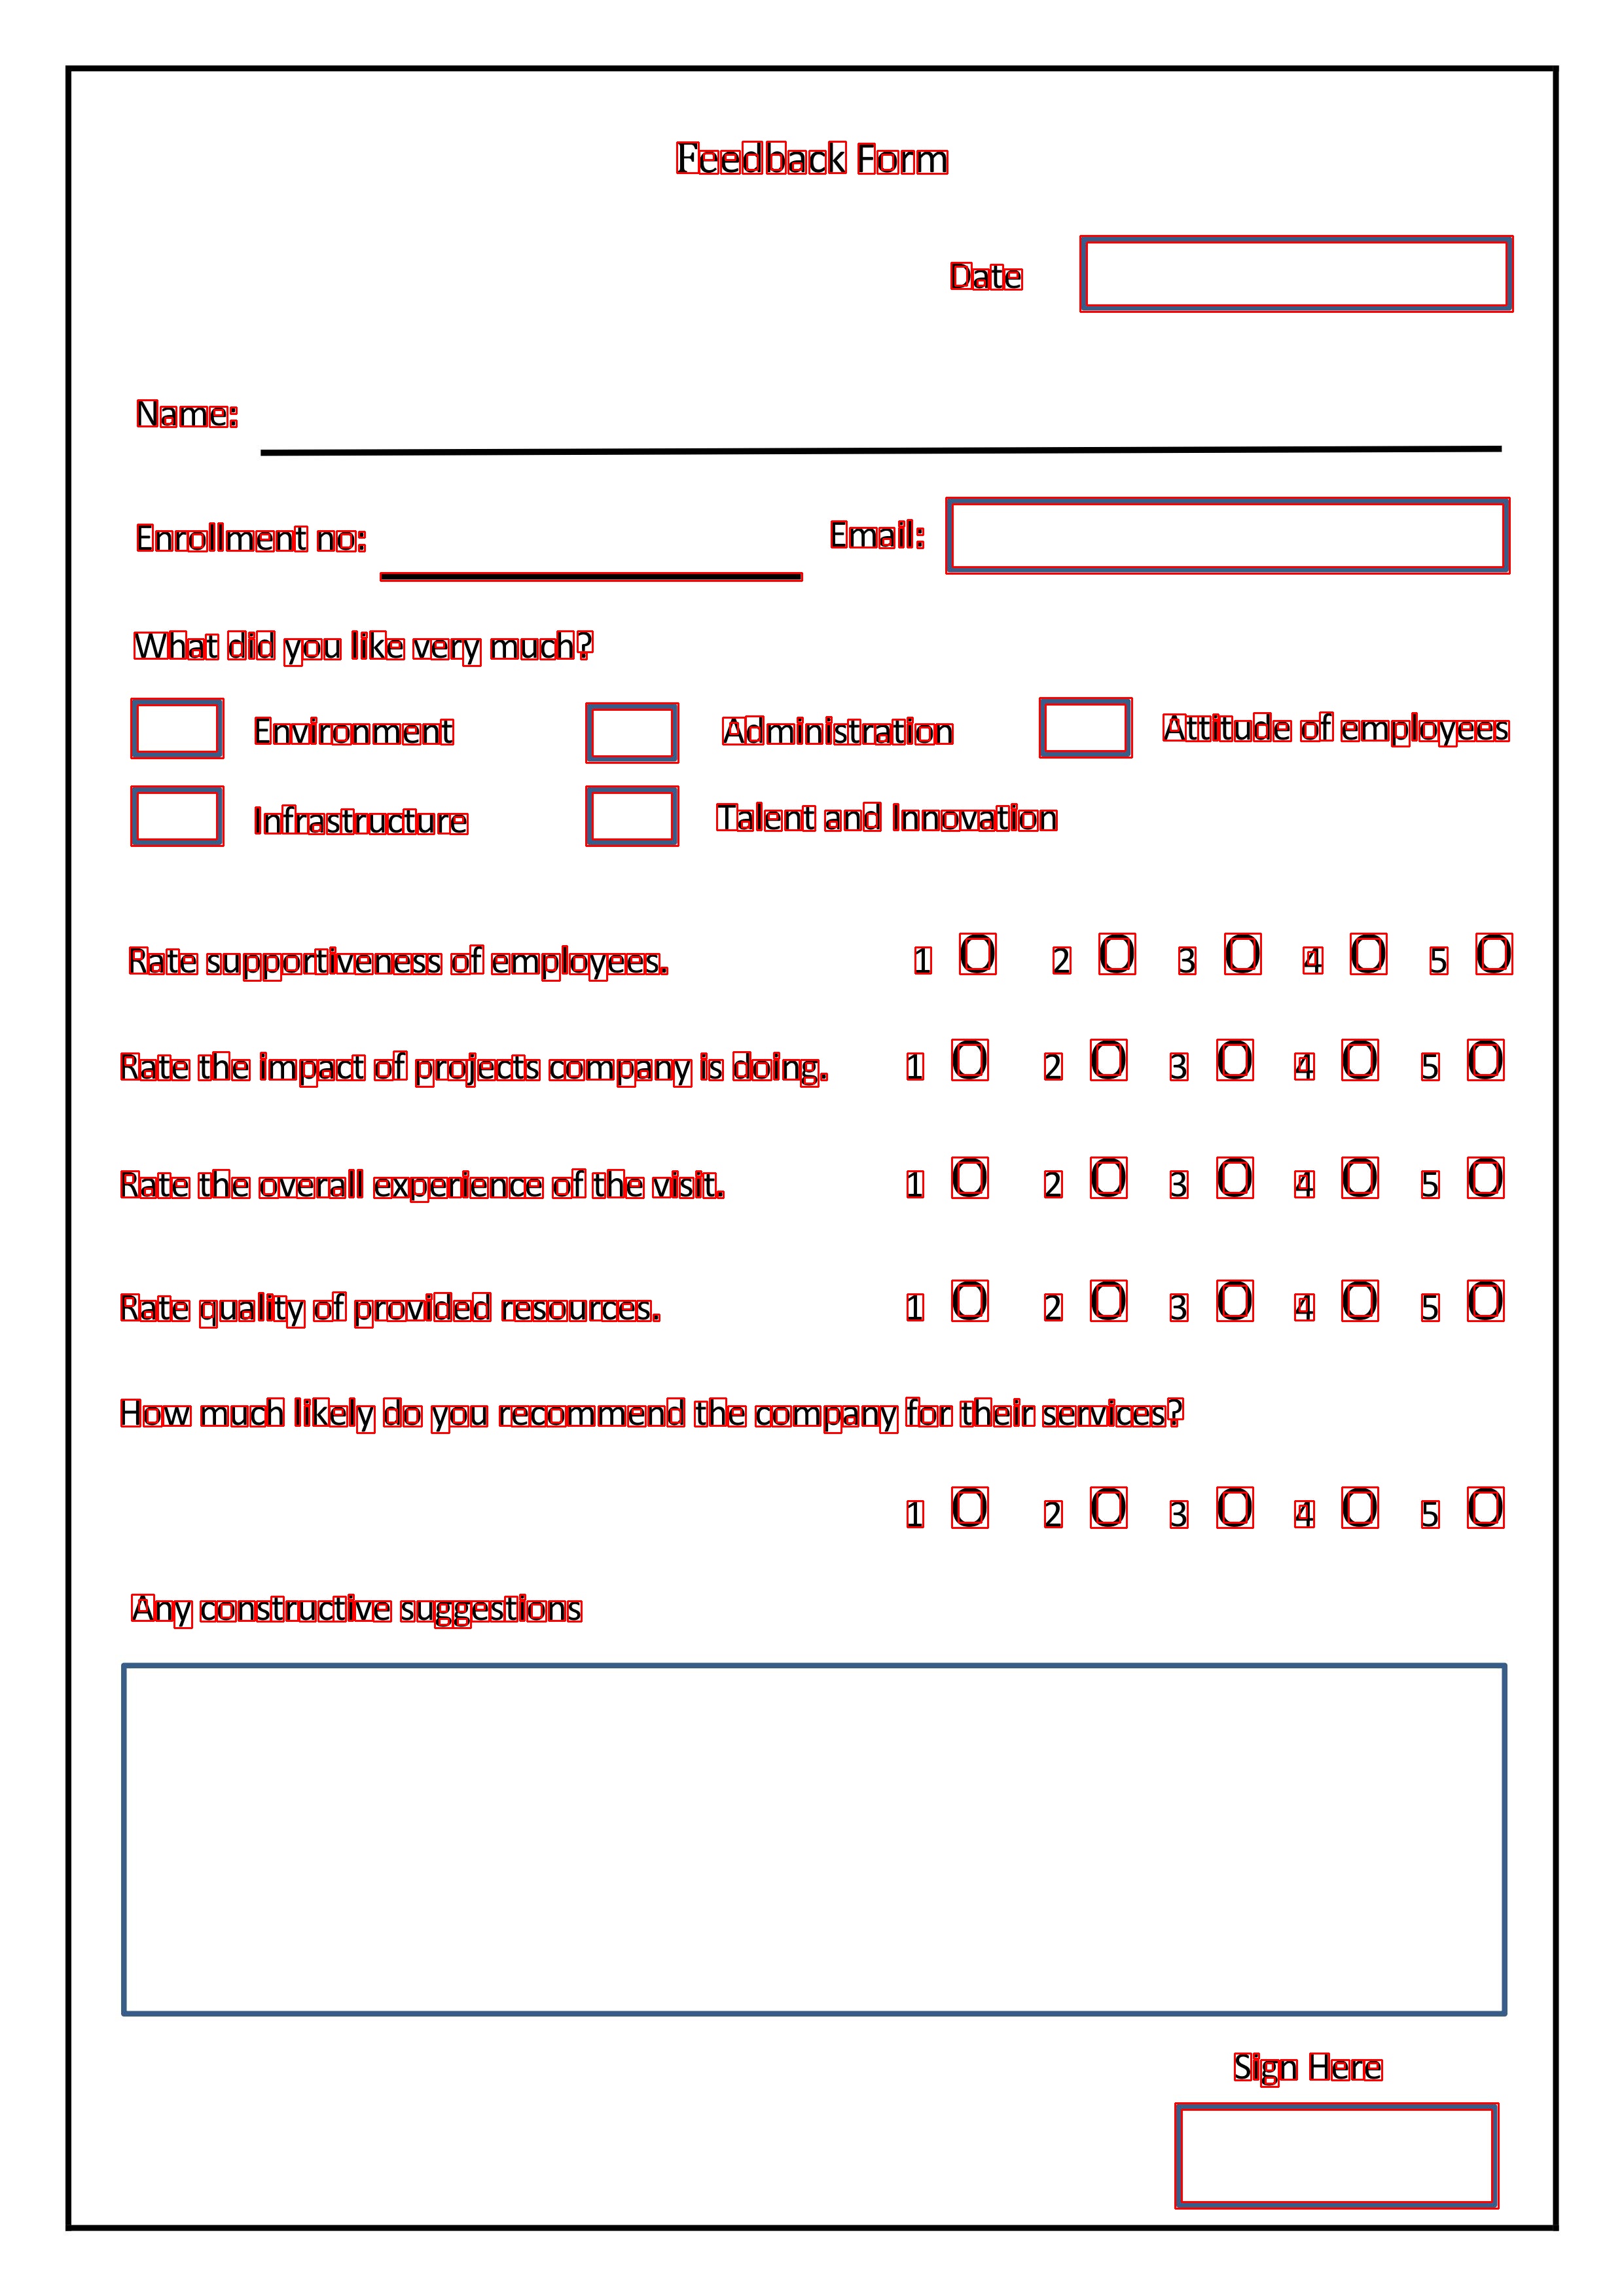 Feedback Form
Date
Name:
Enrollment no:
Email:
What did you like very much?
Environment
Administration
Attitude of employees
Infrastructure
Talent and Innovation
Rate supportiveness of employees. 1 O 2 O 3 O 4 O 5 O
Rate the impact of projects company is doing. 1 O 2 O 3 O 4 O 5 O
Rate the overall experience of the visit. 1 O 2 O 3 O 4 O 5 O
Rate quality of provided resources. 1 O 2 O 3 O 4 O 5 O
How much likely do you recommend the company for their services?
1 O 2 O 3 O 4 O 5 O
Any constructive suggestions
Sign Here